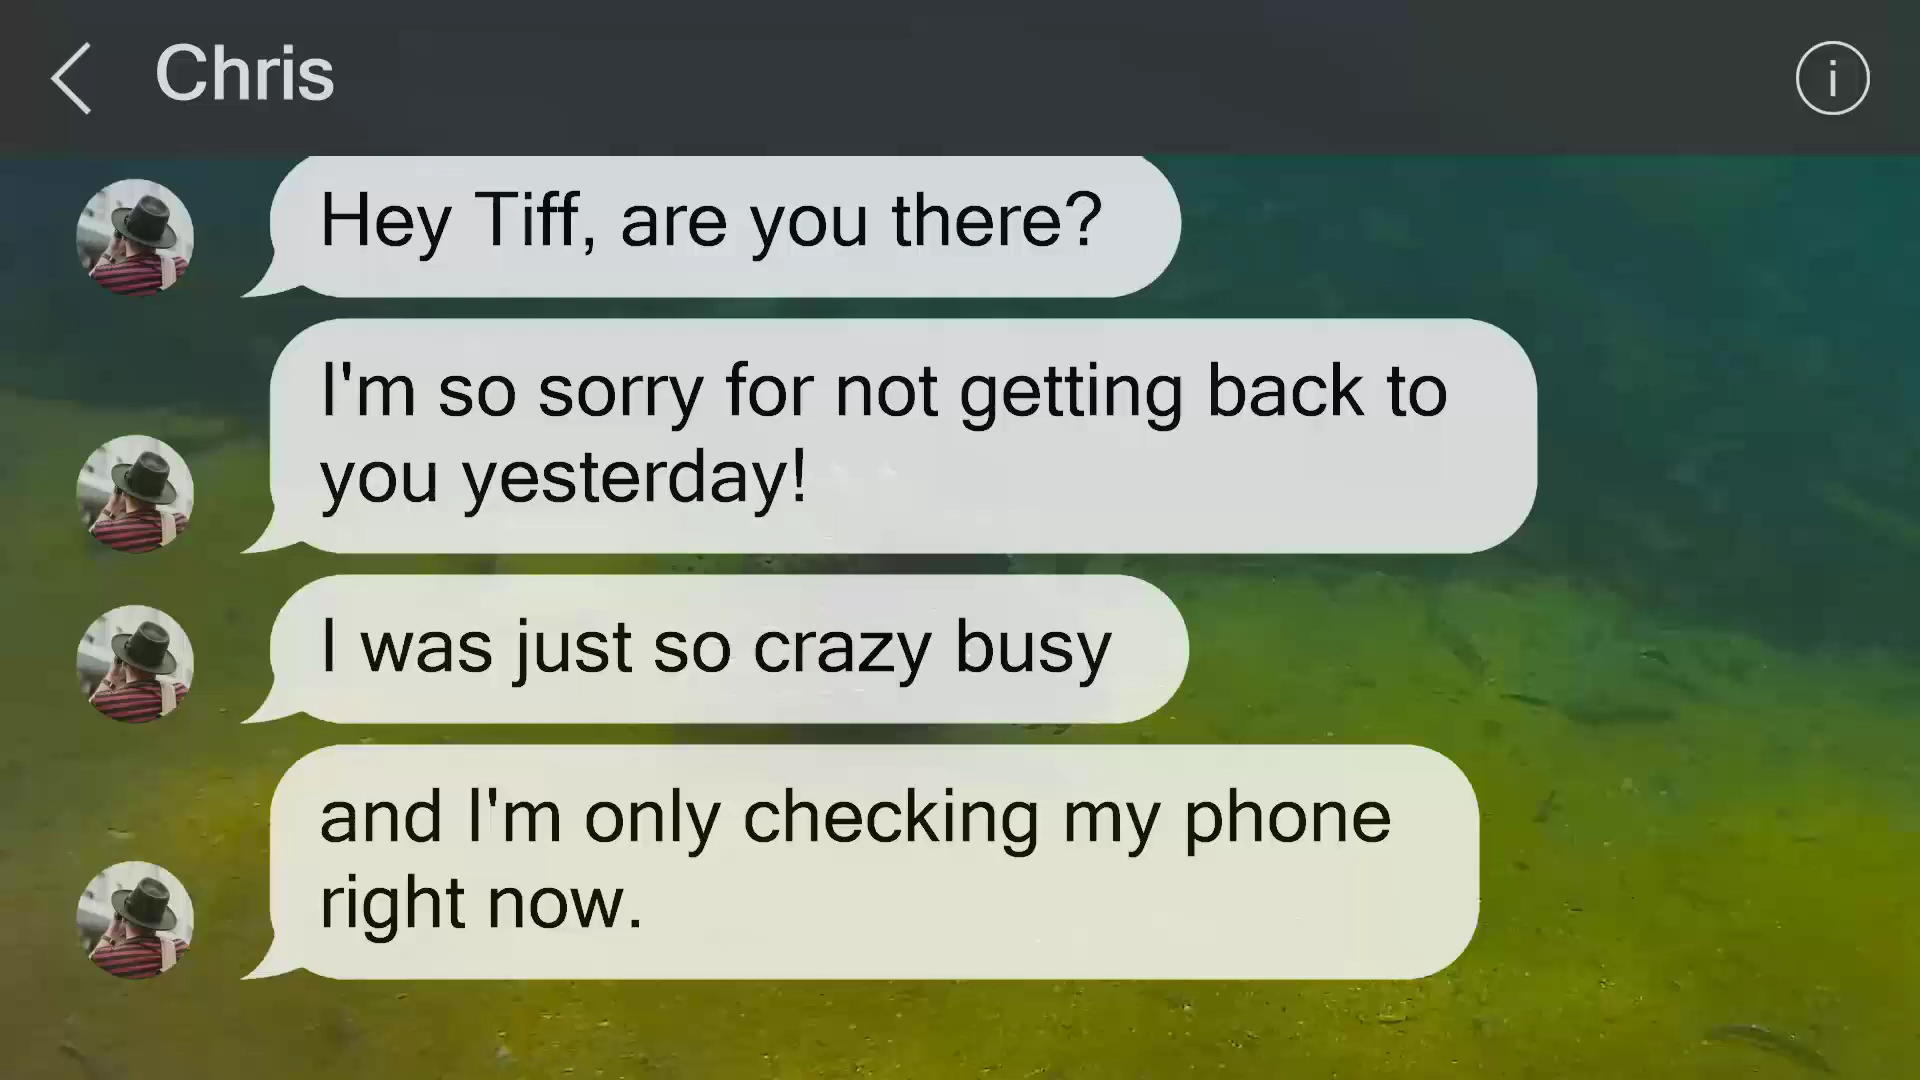 Chris
i
Hey Tiff, are you there?
I'm so sorry for not getting back to
you yesterday!
I was just so crazy busy
and I'm only checking my phone
right now.